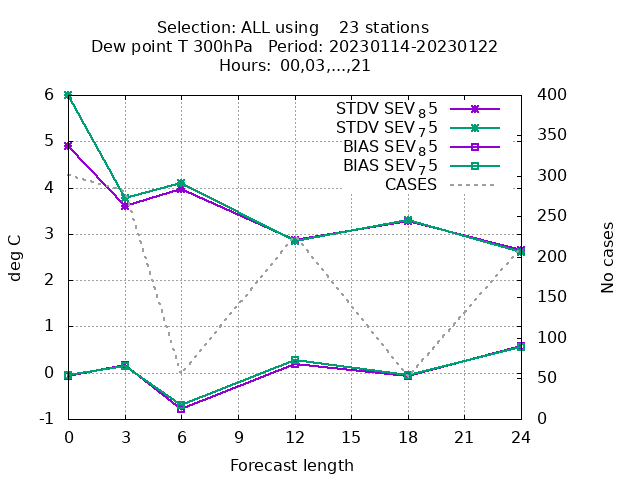 Selection: ALL using    23 stations
Dew point T 300hPa   Period: 20230114-20230122
Hours: 00,03,...,21
STDV SEV₈5
STDV SEV₇5
BIAS SEV₈5
BIAS SEV₇5
CASES
6
5
4
3
2
1
0
-1
deg C
400
350
300
250
200
150
100
50
0
No cases
0 3 6 9 12 15 18 21 24
Forecast length